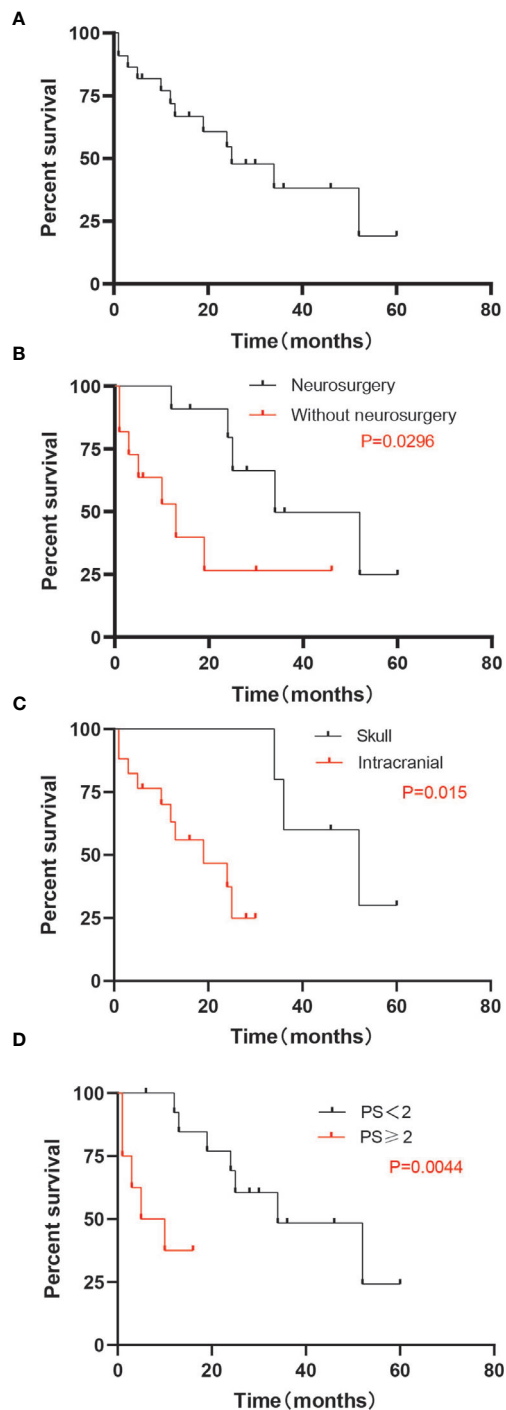 A
100
75
50
25
0
Percent survival
0 20 40 60 80
Time（months）
B
Neurosurgery
Without neurosurgery
P=0.0296
100
75
50
25
0
Percent survival
0 20 40 60 80
Time（months）
C
Skull
Intracranial
P=0.015
100
75
50
25
0
Percent survival
0 20 40 60 80
Time（months）
D
PS＜2
PS≥2
P=0.0044
100
75
50
25
0
Percent survival
0 20 40 60 80
Time（months）